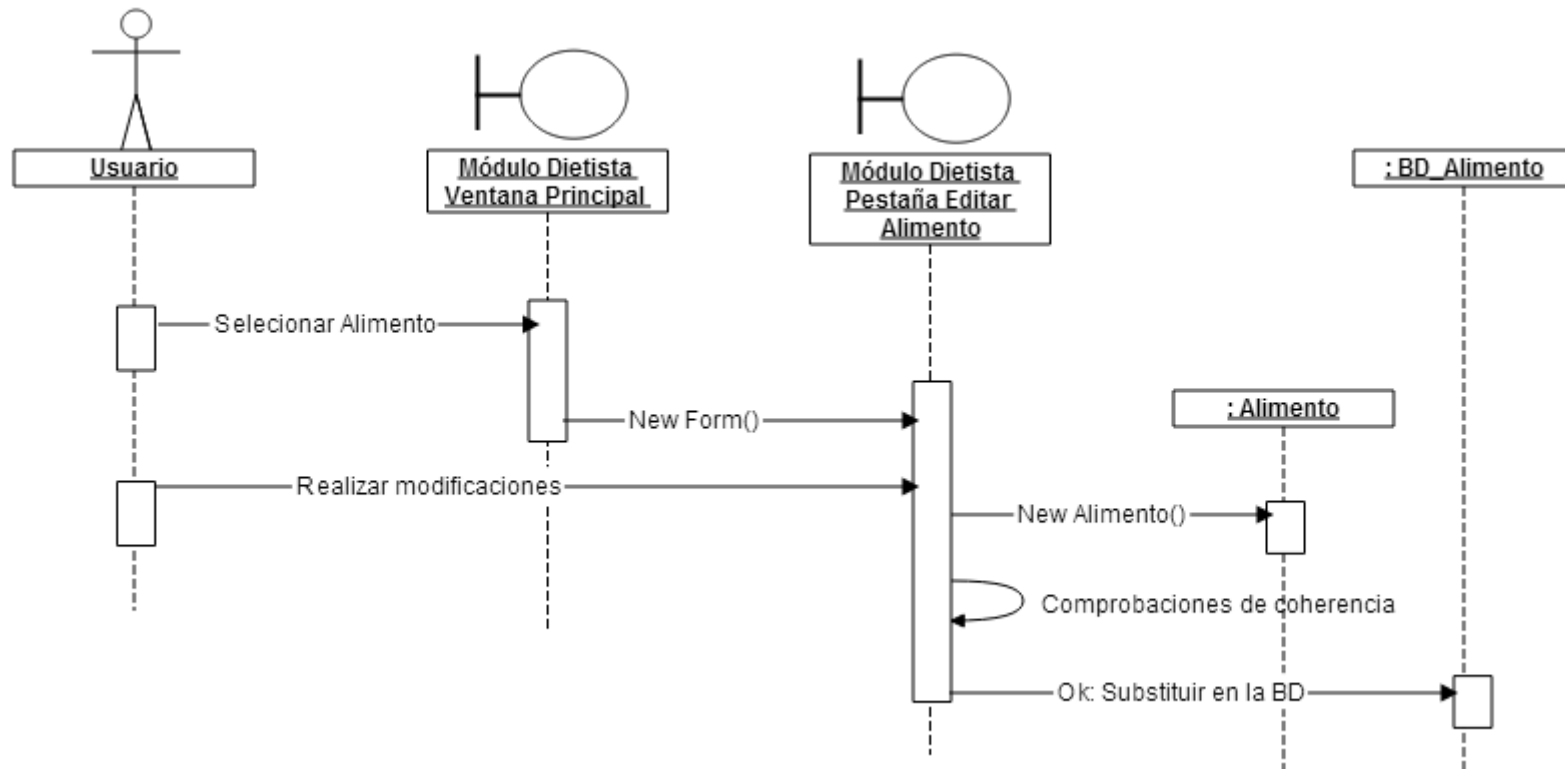 Usuario
Módulo Dietista
Ventana Principal
Módulo Dietista
Pestaña Editar
Alimento
: BD_Alimento
Selecionar Alimento
New Form()
: Alimento
Realizar modificaciones
New Alimento()
Comprobaciones de coherencia
Ok: Substituir en la BD